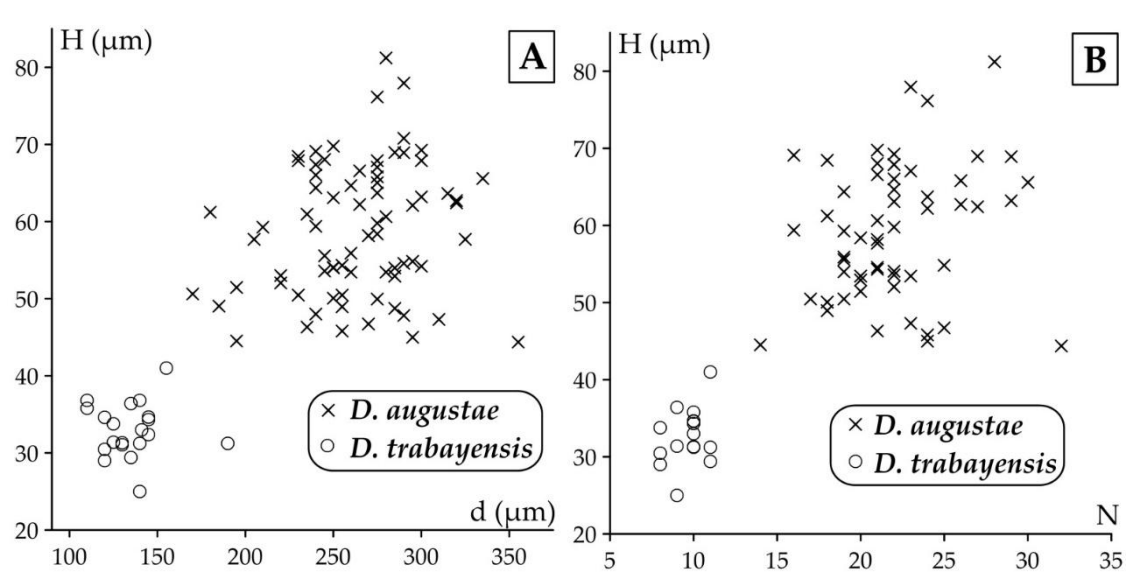 H (μm)
A
80
70
60
50
40
30
20
× D. augustae
○ D. trabayensis
d (μm)
100 150 200 250 300 350
H (μm)
B
80
70
60
50
40
30
20
× D. augustae
○ D. trabayensis
N
5 10 15 20 25 30 35